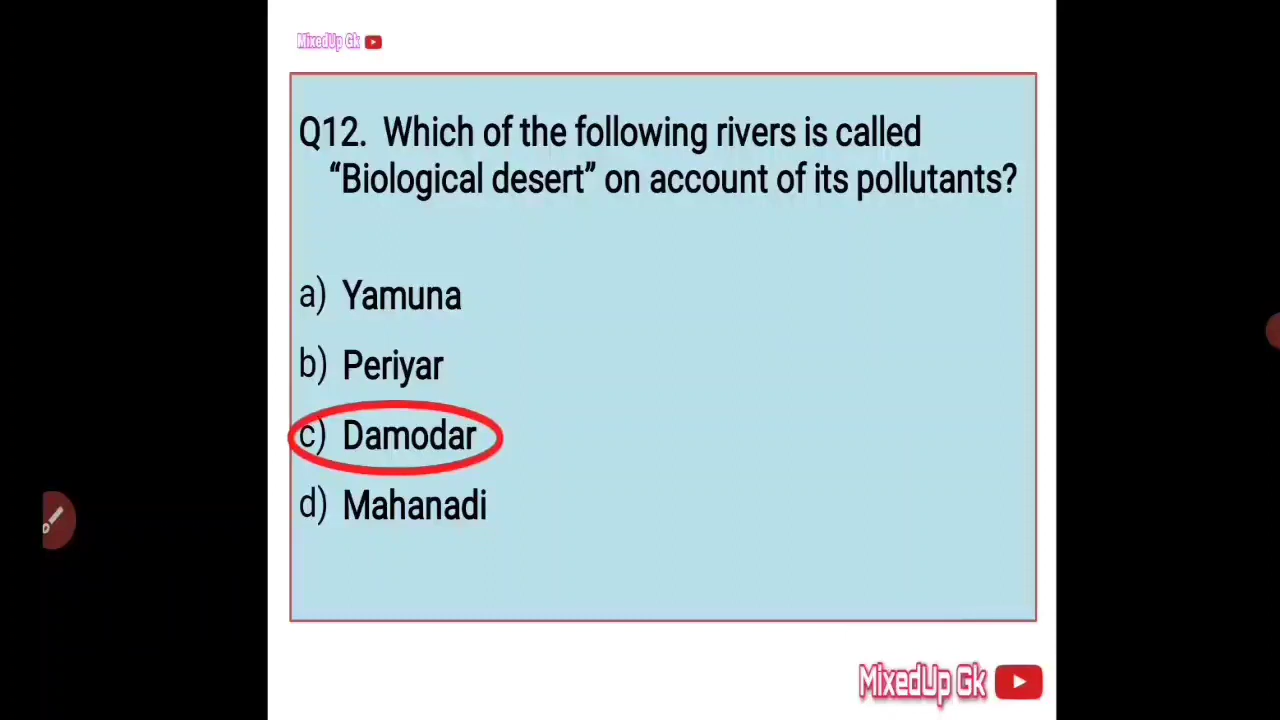 MixedUp Gk
Q12. Which of the following rivers is called
“Biological desert” on account of its pollutants?
a) Yamuna
b) Periyar
c) Damodar
d) Mahanadi
MixedUp Gk